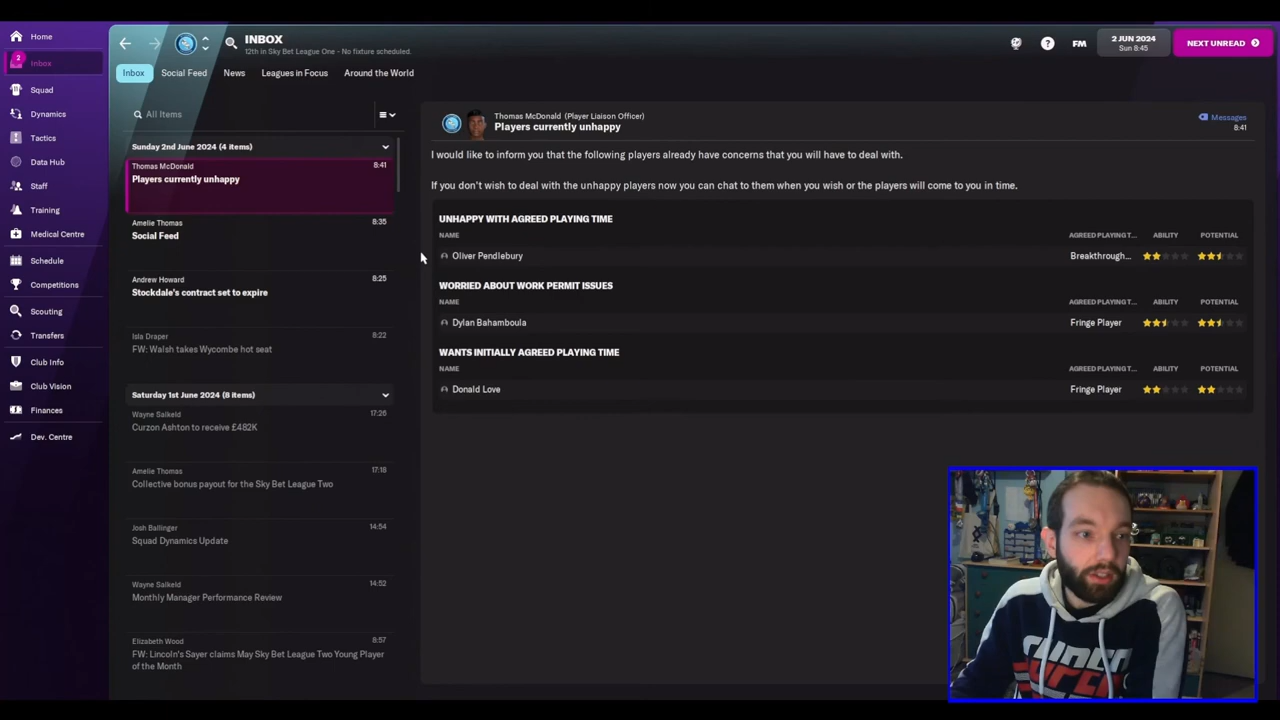 Home
INBOX
12th in Sky Bet League One - No fixture scheduled.
FM
2 JUN 2024
Sun 8:45
NEXT UNREAD
2
Inbox
Squad
Dynamics
Tactics
Data Hub
Staff
Training
Medical Centre
Schedule
Competitions
Scouting
Transfers
Club Info
Club Vision
Finances
Dev. Centre
Inbox
Social Feed
News
Leagues in Focus
Around the World
All Items
Sunday 2nd June 2024 (4 items)
Thomas McDonald
8:41
Players currently unhappy
Amelie Thomas
8:35
Social Feed
Andrew Howard
8:25
Stockdale's contract set to expire
Isla Draper
8:22
FW: Walsh takes Wycombe hot seat
Saturday 1st June 2024 (8 items)
Wayne Salkeld
17:26
Curzon Ashton to receive £482K
Amelie Thomas
17:18
Collective bonus payout for the Sky Bet League Two
Josh Ballinger
14:54
Squad Dynamics Update
Wayne Salkeld
14:52
Monthly Manager Performance Review
Elizabeth Wood
8:57
FW: Lincoln's Sayer claims May Sky Bet League Two Young Player
of the Month
Thomas McDonald (Player Liaison Officer)
Players currently unhappy
Messages
8:41
I would like to inform you that the following players already have concerns that you will have to deal with.
If you don't wish to deal with the unhappy players now you can chat to them when you wish or the players will come to you in time.
UNHAPPY WITH AGREED PLAYING TIME
NAME AGREED PLAYING T... ABILITY POTENTIAL
Oliver Pendlebury Breakthrough...
WORRIED ABOUT WORK PERMIT ISSUES
NAME AGREED PLAYING T... ABILITY POTENTIAL
Dylan Bahamboula Fringe Player
WANTS INITIALLY AGREED PLAYING TIME
NAME AGREED PLAYING T... ABILITY POTENTIAL
Donald Love Fringe Player